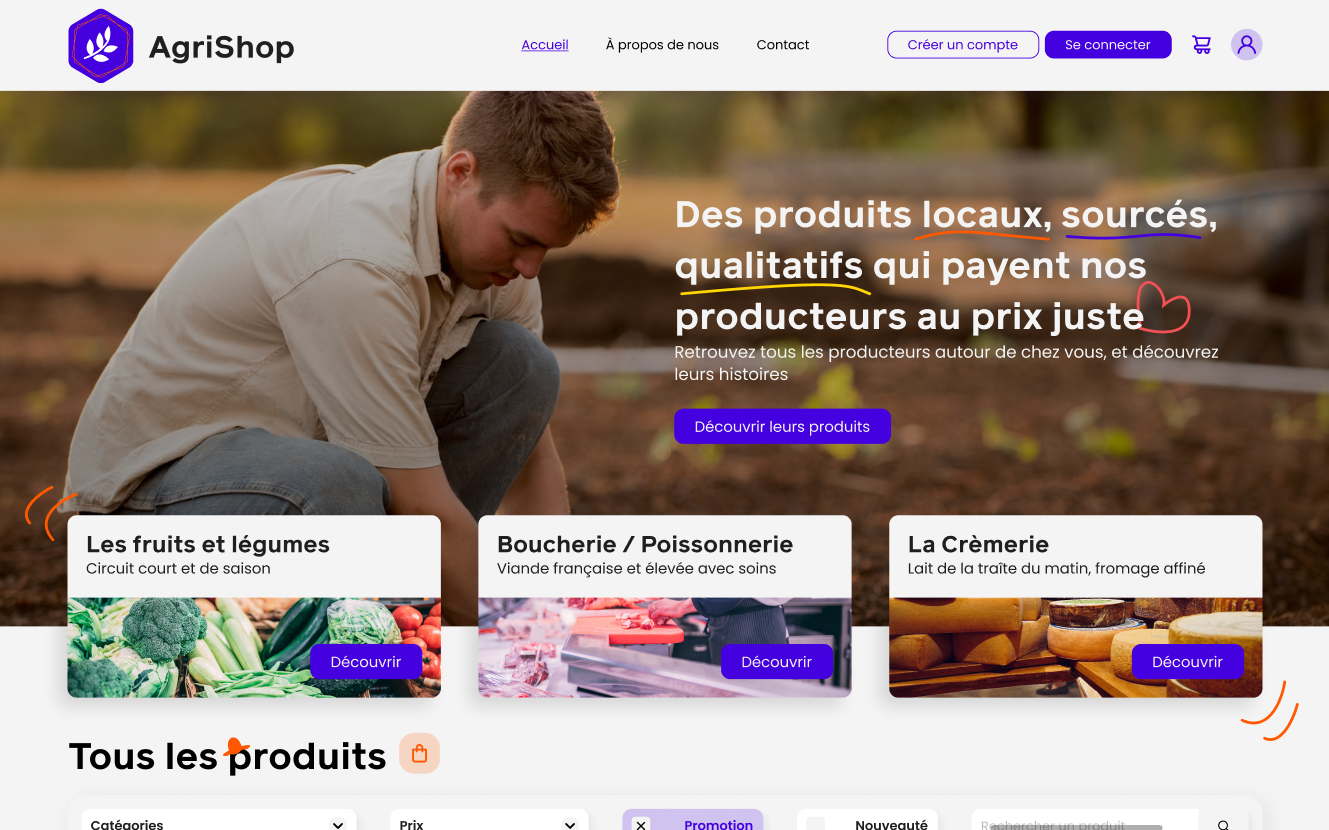 AgriShop
Accueil
À propos de nous
Contact
Créer un compte
Se connecter
Des produits locaux, sourcés,
qualitatifs qui payent nos
producteurs au prix juste
Retrouvez tous les producteurs autour de chez vous, et découvrez
leurs histoires
Découvrir leurs produits
Les fruits et légumes
Circuit court et de saison
Découvrir
Boucherie / Poissonnerie
Viande française et élevée avec soins
Découvrir
La Crèmerie
Lait de la traîte du matin, fromage affiné
Découvrir
Tous les produits
Catégories
Prix
Promotion
Nouveauté
Rechercher un produit